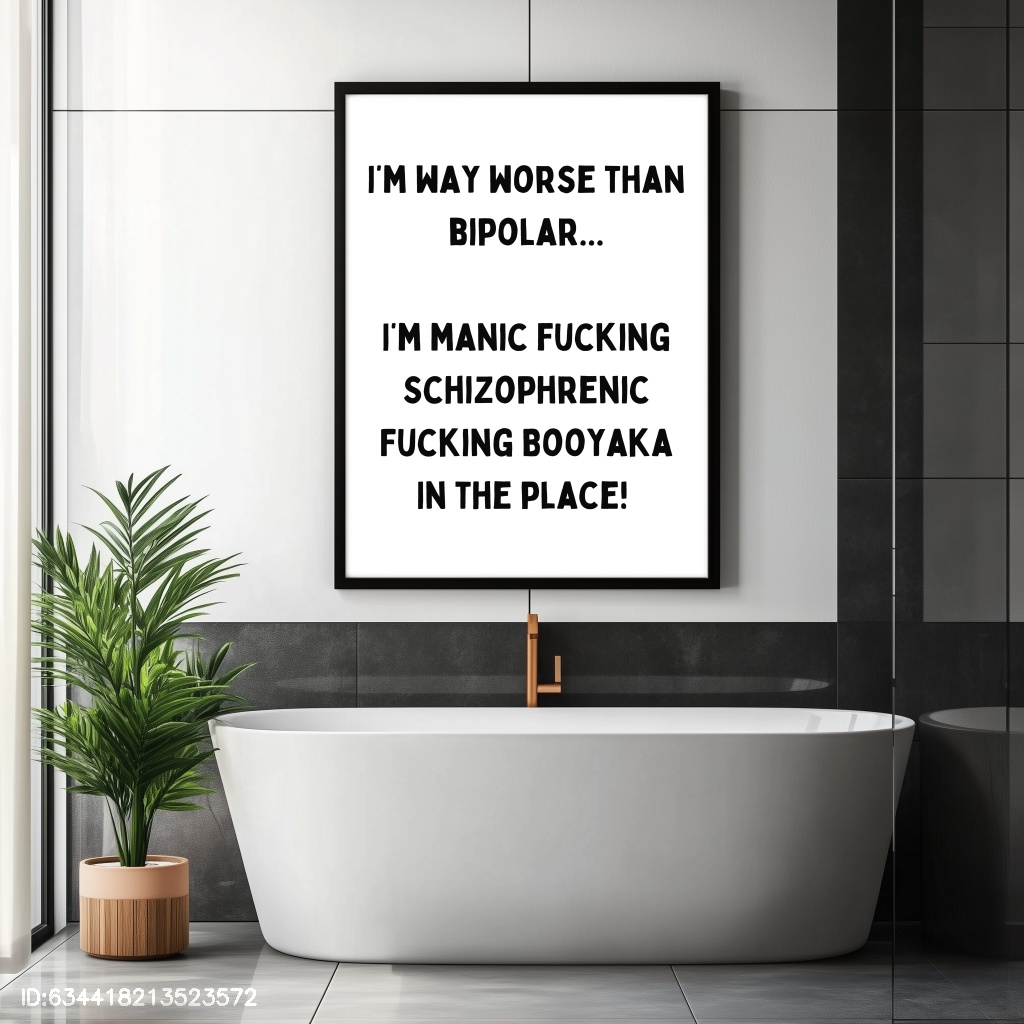 I'M WAY WORSE THAN
BIPOLAR...
I'M MANIC FUCKING
SCHIZOPHRENIC
FUCKING BOOYAKA
IN THE PLACE!
ID:634418213523572